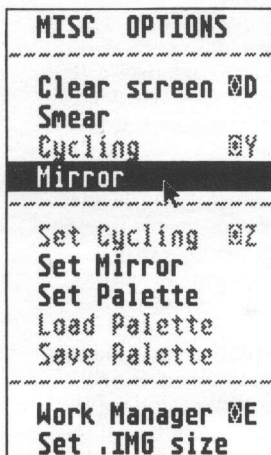 MISC OPTIONS
Clear screen ◆D
Smear
Cycling ◆Y
Mirror
Set Cycling ◆Z
Set Mirror
Set Palette
Load Palette
Save Palette
Work Manager ◆E
Set .IMG size